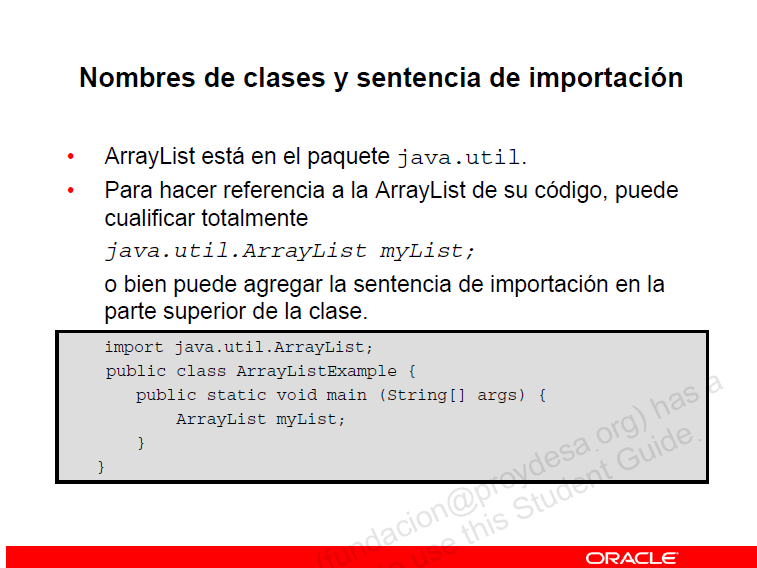 Nombres de clases y sentencia de importación
• ArrayList está en el paquete java.util.
• Para hacer referencia a la ArrayList de su código, puede
cualificar totalmente
java.util.ArrayList myList;
o bien puede agregar la sentencia de importación en la
parte superior de la clase.
import java.util.ArrayList;
public class ArrayListExample {
public static void main (String[] args) {
ArrayList myList;
}
}
(fundacion@proydesa.org) has a
use this Student Guide.
ORACLE